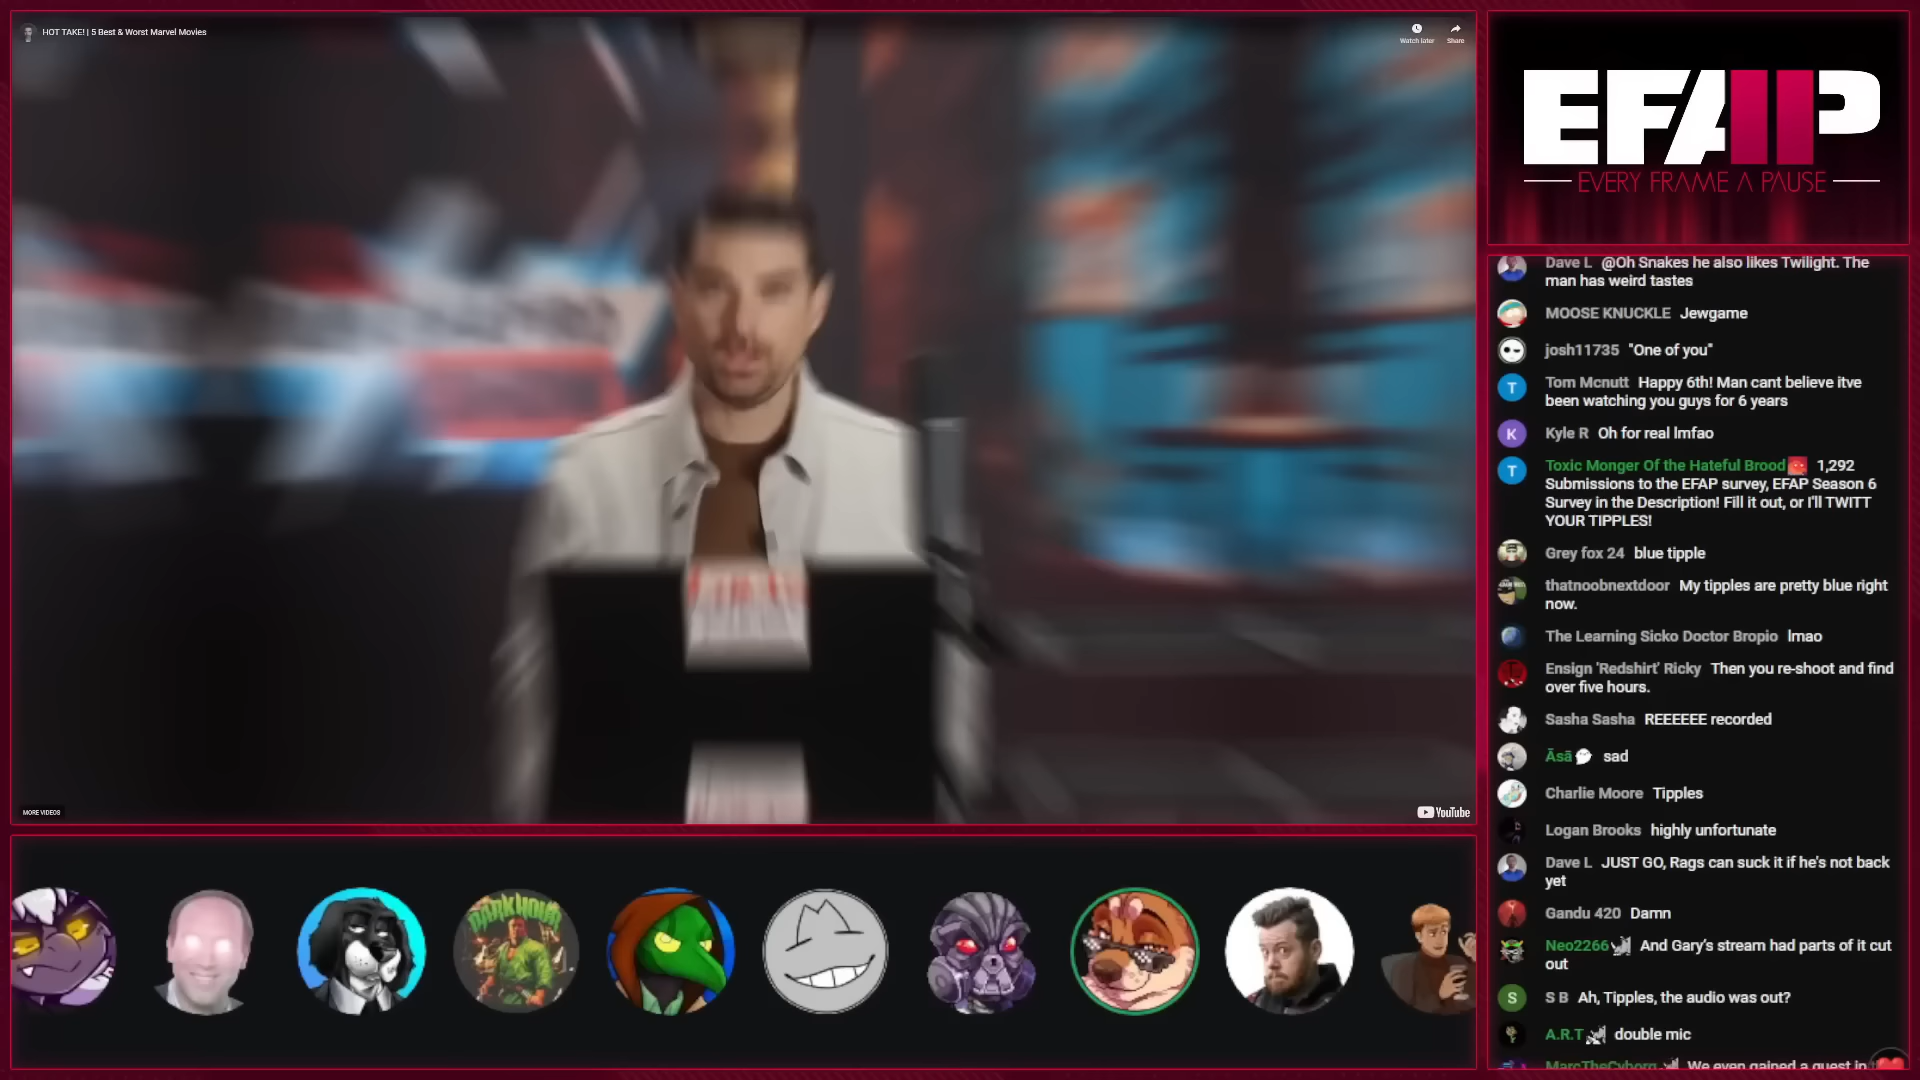 HOT TAKE! | 5 Best & Worst Marvel Movies
Watch later
Share
MORE VIDEOS
YouTube
DARK HOUR
EFAP
EVERY FRAME A PAUSE
Dave L @Oh Snakes he also likes Twilight. The
man has weird tastes
MOOSE KNUCKLE Jewgame
josh11735 "One of you"
T
Tom Mcnutt Happy 6th! Man cant believe itve
been watching you guys for 6 years
K
Kyle R Oh for real lmfao
T
Toxic Monger Of the Hateful Brood 1,292
Submissions to the EFAP survey, EFAP Season 6
Survey in the Description! Fill it out, or I'll TWITT
YOUR TIPPLES!
Grey fox 24 blue tipple
thatnoobnextdoor My tipples are pretty blue right
now.
The Learning Sicko Doctor Bropio lmao
Ensign 'Redshirt' Ricky Then you re-shoot and find
over five hours.
Sasha Sasha REEEEEE recorded
Āsā sad
Charlie Moore Tipples
Logan Brooks highly unfortunate
Dave L JUST GO, Rags can suck it if he's not back
yet
Gandu 420 Damn
Neo2266 And Gary's stream had parts of it cut
out
S
S B Ah, Tipples, the audio was out?
A.R.T double mic
MarcTheCyborg We even gained a guest in